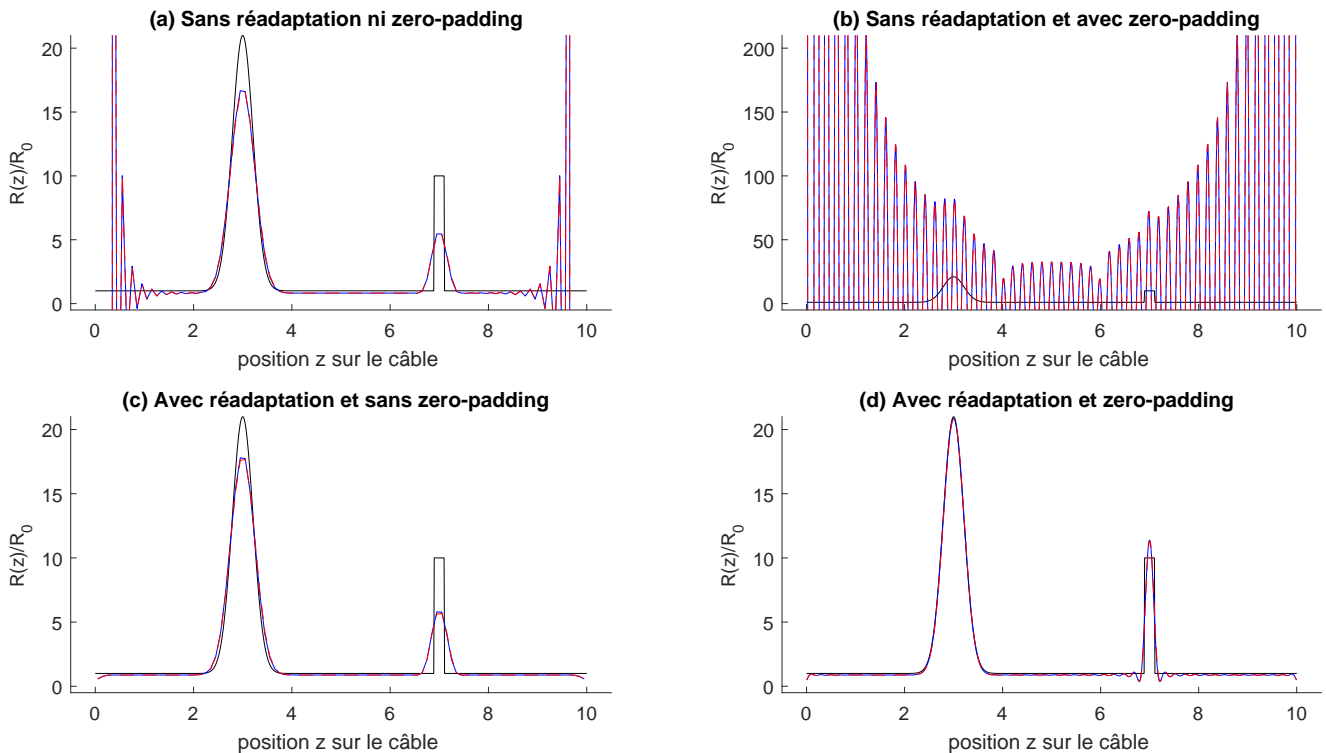 (a) Sans réadaptation ni zero-padding
20
15
10
5
0
R(z)/R0
0 2 4 6 8 10
position z sur le câble
(b) Sans réadaptation et avec zero-padding
200
150
100
50
0
R(z)/R0
0 2 4 6 8 10
position z sur le câble
(c) Avec réadaptation et sans zero-padding
20
15
10
5
0
R(z)/R0
0 2 4 6 8 10
position z sur le câble
(d) Avec réadaptation et zero-padding
20
15
10
5
0
R(z)/R0
0 2 4 6 8 10
position z sur le câble